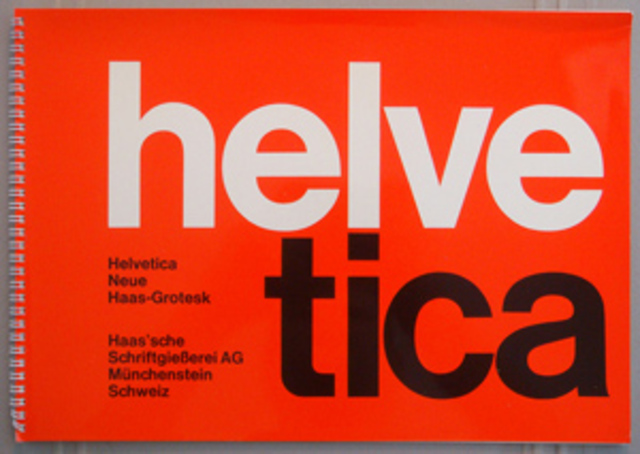 helve
tica
Helvetica
Neue
Haas-Grotesk
Haas'sche
Schriftgießerei AG
Münchenstein
Schweiz